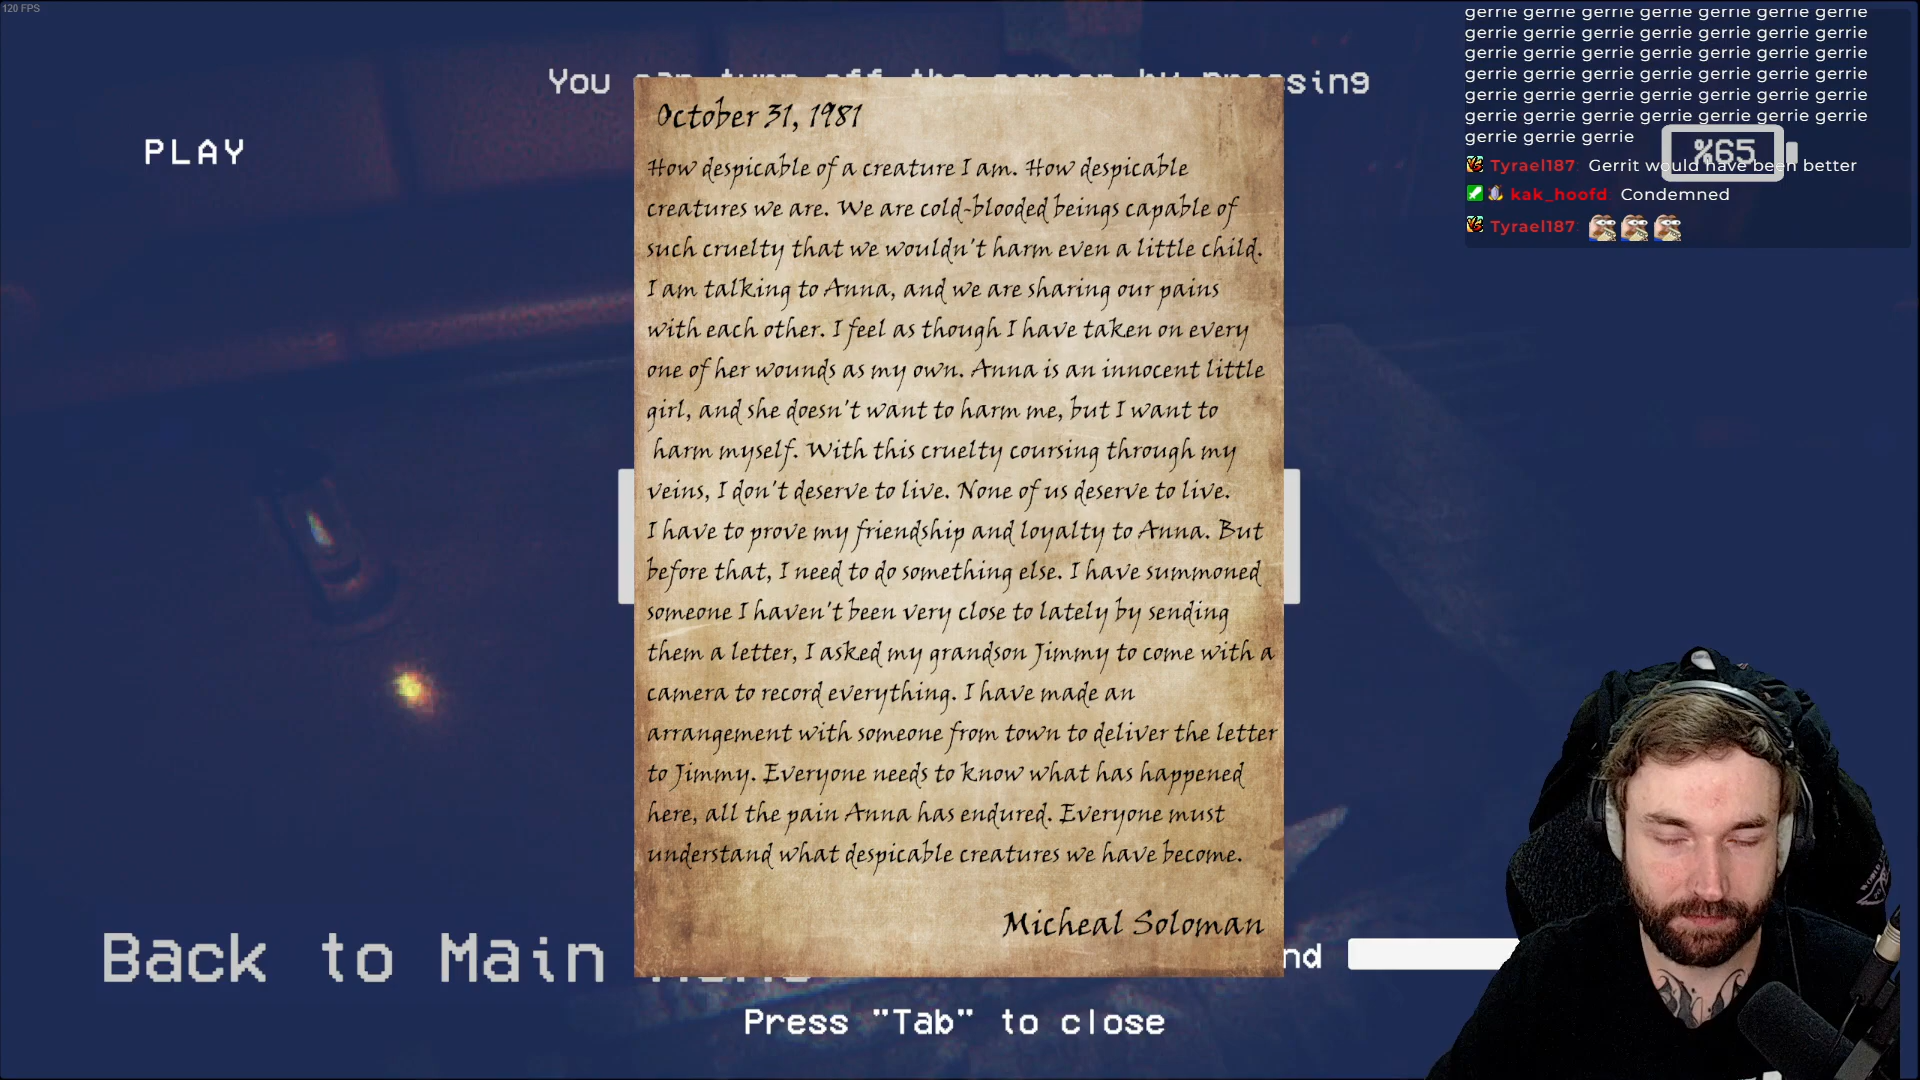 120 FPS
You can turn off the sensor by pressing
PLAY
October 31, 1981
How despicable of a creature I am. How despicable
creatures we are. We are cold-blooded beings capable of
such cruelty that we wouldn't harm even a little child.
I am talking to Anna, and we are sharing our pains
with each other. I feel as though I have taken on every
one of her wounds as my own. Anna is an innocent little
girl, and she doesn't want to harm me, but I want to
harm myself. With this cruelty coursing through my
veins, I don't deserve to live. None of us deserve to live.
I have to prove my friendship and loyalty to Anna. But
before that, I need to do something else. I have summoned
someone I haven't been very close to lately by sending
them a letter, I asked my grandson Jimmy to come with a
camera to record everything. I have made an
arrangement with someone from town to deliver the letter
to Jimmy. Everyone needs to know what has happened
here, all the pain Anna has endured. Everyone must
understand what despicable creatures we have become.
Micheal Soloman
Back to Main Menu
nd
Press "Tab" to close
gerrie gerrie gerrie gerrie gerrie gerrie gerrie
gerrie gerrie gerrie gerrie gerrie gerrie gerrie
gerrie gerrie gerrie gerrie gerrie gerrie gerrie
gerrie gerrie gerrie gerrie gerrie gerrie gerrie
gerrie gerrie gerrie gerrie gerrie gerrie gerrie
gerrie gerrie gerrie gerrie gerrie gerrie gerrie
gerrie gerrie gerrie
%65
Tyrael187: Gerrit would have been better
kak_hoofd: Condemned
Tyrael187: